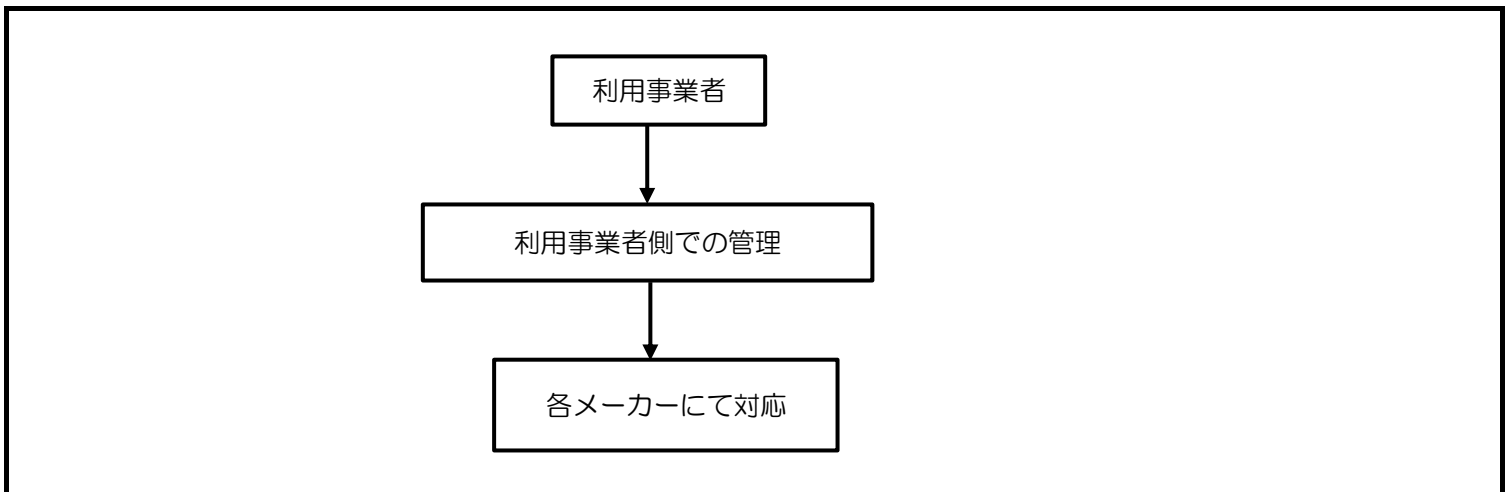 利用事業者
利用事業者側での管理
各メーカーにて対応